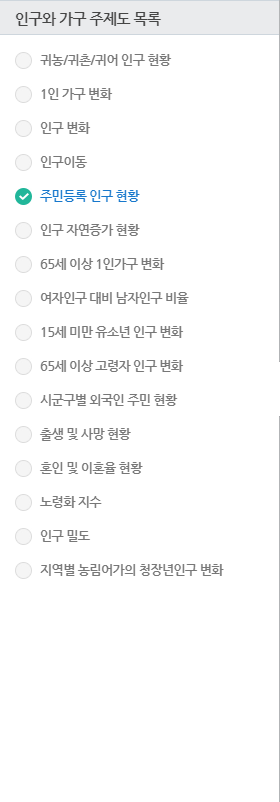 인구와 가구 주제도 목록
귀농/귀촌/귀어 인구 현황
1인 가구 변화
인구 변화
인구이동
주민등록 인구 현황
인구 자연증가 현황
65세 이상 1인가구 변화
여자인구 대비 남자인구 비율
15세 미만 유소년 인구 변화
65세 이상 고령자 인구 변화
시군구별 외국인 주민 현황
출생 및 사망 현황
혼인 및 이혼율 현황
노령화 지수
인구 밀도
지역별 농림어가의 청장년인구 변화